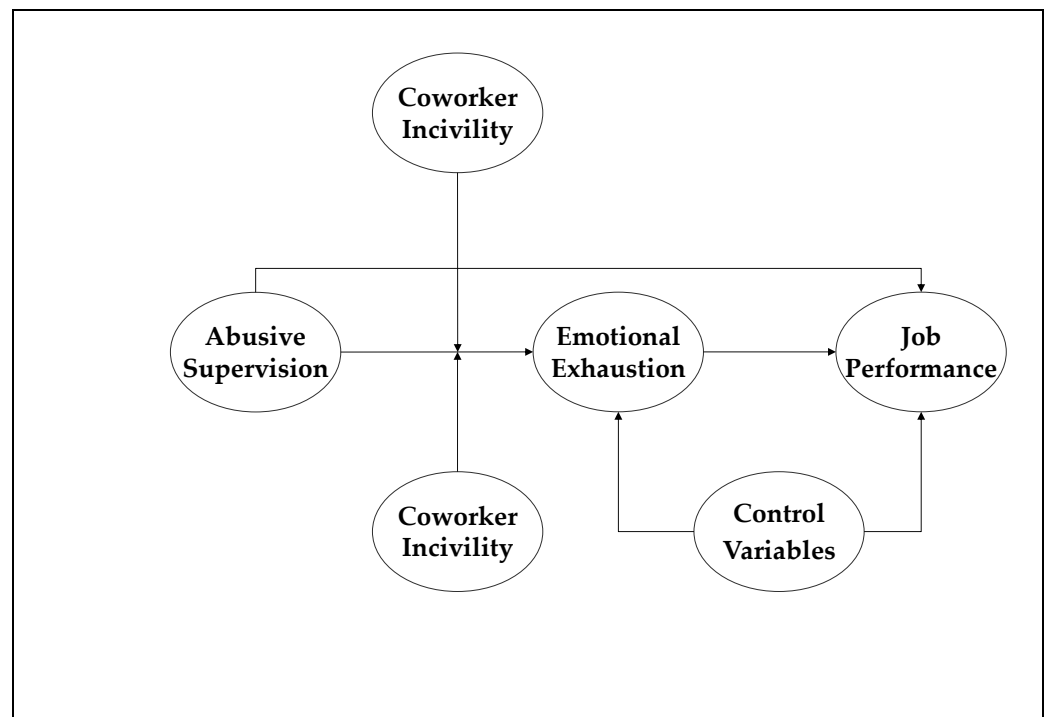 Coworker
Incivility
Abusive
Supervision
Emotional
Exhaustion
Job
Performance
Coworker
Incivility
Control
Variables